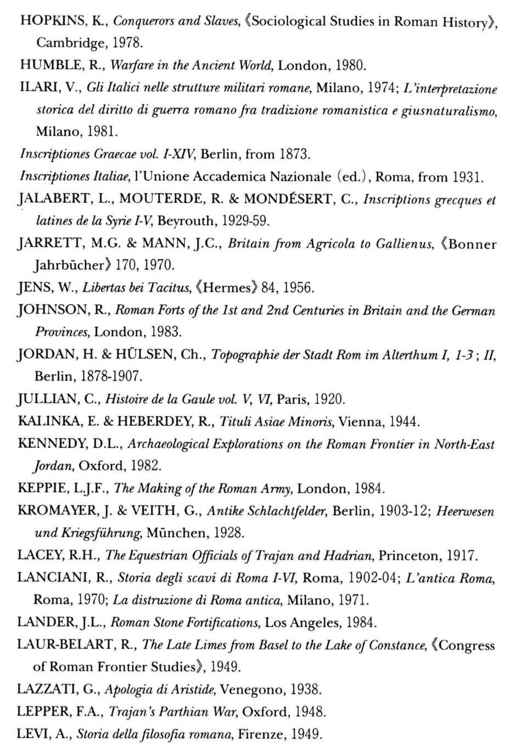 HOPKINS, K., Conquerors and Slaves, 《Sociological Studies in Roman History》,
Cambridge, 1978.
HUMBLE, R., Warfare in the Ancient World, London, 1980.
ILARI, V., Gli Italici nelle strutture militari romane, Milano, 1974; L'interpretazione
storica del diritto di guerra romano fra tradizione romanistica e giusnaturalismo,
Milano, 1981.
Inscriptiones Graecae vol. I-XIV, Berlin, from 1873.
Inscriptiones Italiae, l'Unione Accademica Nazionale (ed.), Roma, from 1931.
JALABERT, L., MOUTERDE, R. & MONDÉSERT, C., Inscriptions grecques et
latines de la Syrie I-V, Beyrouth, 1929-59.
JARRETT, M.G. & MANN, J.C., Britain from Agricola to Gallienus, 《Bonner
Jahrbücher》 170, 1970.
JENS, W., Libertas bei Tacitus, 《Hermes》 84, 1956.
JOHNSON, R., Roman Forts of the 1st and 2nd Centuries in Britain and the German
Provinces, London, 1983.
JORDAN, H. & HÜLSEN, Ch., Topographie der Stadt Rom im Alterthum I, 1-3; II,
Berlin, 1878-1907.
JULLIAN, C., Histoire de la Gaule vol. V, VI, Paris, 1920.
KALINKA, E. & HEBERDEY, R., Tituli Asiae Minoris, Vienna, 1944.
KENNEDY, D.L., Archaeological Explorations on the Roman Frontier in North-East
Jordan, Oxford, 1982.
KEPPIE, L.J.F., The Making of the Roman Army, London, 1984.
KROMAYER, J. & VEITH, G., Antike Schlachtfelder, Berlin, 1903-12; Heerwesen
und Kriegsführung, München, 1928.
LACEY, R.H., The Equestrian Officials of Trajan and Hadrian, Princeton, 1917.
LANCIANI, R., Storia degli scavi di Roma I-VI, Roma, 1902-04; L'antica Roma,
Roma, 1970; La distruzione di Roma antica, Milano, 1971.
LANDER, J.L., Roman Stone Fortifications, Los Angeles, 1984.
LAUR-BELART, R., The Late Limes from Basel to the Lake of Constance, 《Congress
of Roman Frontier Studies》, 1949.
LAZZATI, G., Apologia di Aristide, Venegono, 1938.
LEPPER, F.A., Trajan's Parthian War, Oxford, 1948.
LEVI, A., Storia della filosofia romana, Firenze, 1949.